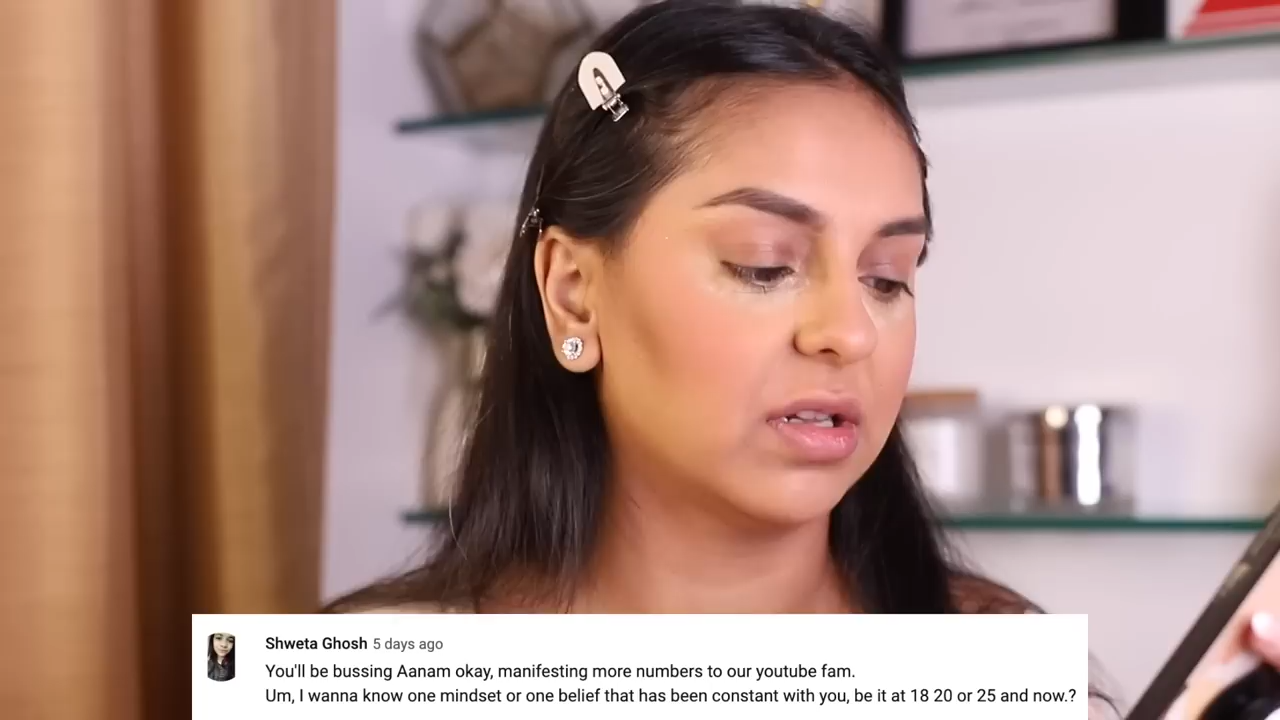 Shweta Ghosh 5 days ago
You'll be bussing Aanam okay, manifesting more numbers to our youtube fam.
Um, I wanna know one mindset or one belief that has been constant with you, be it at 18 20 or 25 and now.?